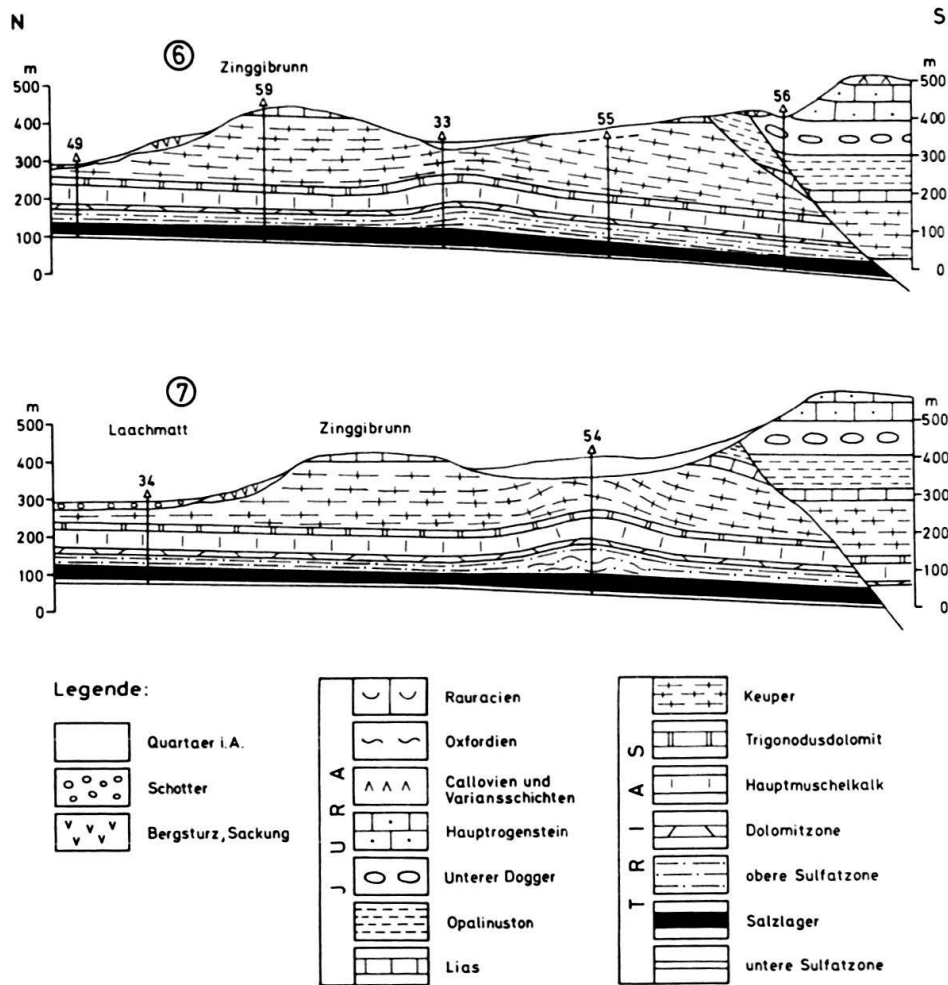 N
S
6
Zinggibrunn
m
500
400
300
200
100
0
49
59
33
55
56
m
500
400
300
200
100
0
7
Laachmatt
Zinggibrunn
m
500
400
300
200
100
0
34
54
m
500
400
300
200
100
0
Legende:
Quartaer i.A.
Schotter
Bergsturz, Sackung
JURA
Rauracien
Oxfordien
Callovien und
Variansschichten
Hauptrogenstein
Unterer Dogger
Opalinuston
Lias
TRIAS
Keuper
Trigonodusdolomit
Hauptmuschelkalk
Dolomitzone
obere Sulfatzone
Salzlager
untere Sulfatzone